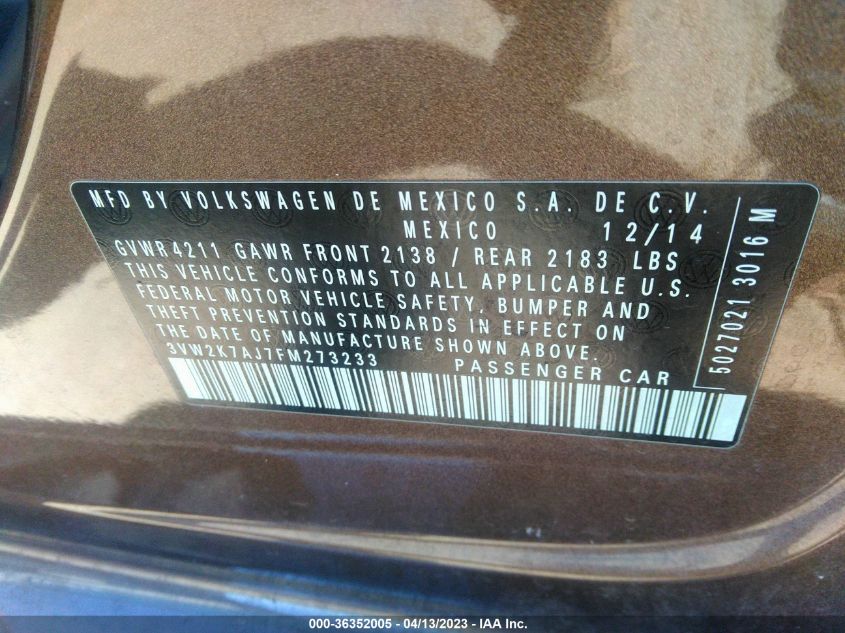 MFD BY VOLKSWAGEN DE MEXICO S.A. DE C.V.
MEXICO 12/14
GVWR 4211 GAWR FRONT 2138 / REAR 2183 LBS
THIS VEHICLE CONFORMS TO ALL APPLICABLE U.S.
FEDERAL MOTOR VEHICLE SAFETY, BUMPER AND
THEFT PREVENTION STANDARDS IN EFFECT ON
THE DATE OF MANUFACTURE SHOWN ABOVE.
3VW2K7AJ7FM273233 PASSENGER CAR
5027021 3016 M
000-36352005 - 04/13/2023 - IAA Inc.